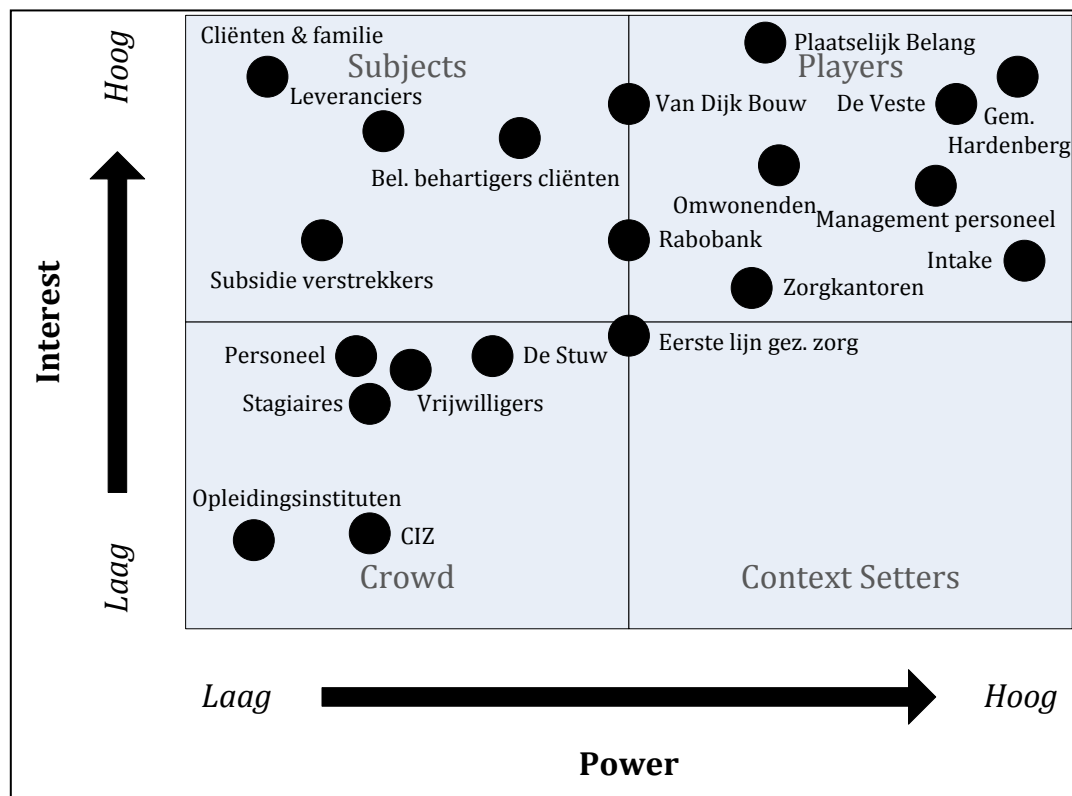 Cliënten & familie
Hoog
Subjects
Plaatselijk Belang
Players
Leveranciers
Van Dijk Bouw
De Veste
Gem.
Hardenberg
Bel. behartigers cliënten
Omwonenden
Management personeel
Rabobank
Intake
Subsidie verstrekkers
Zorgkantoren
Interest
Personeel
De Stuw
Eerste lijn gez. zorg
Stagiaires
Vrijwilligers
Opleidingsinstituten
CIZ
Laag
Crowd
Context Setters
Laag
Hoog
Power